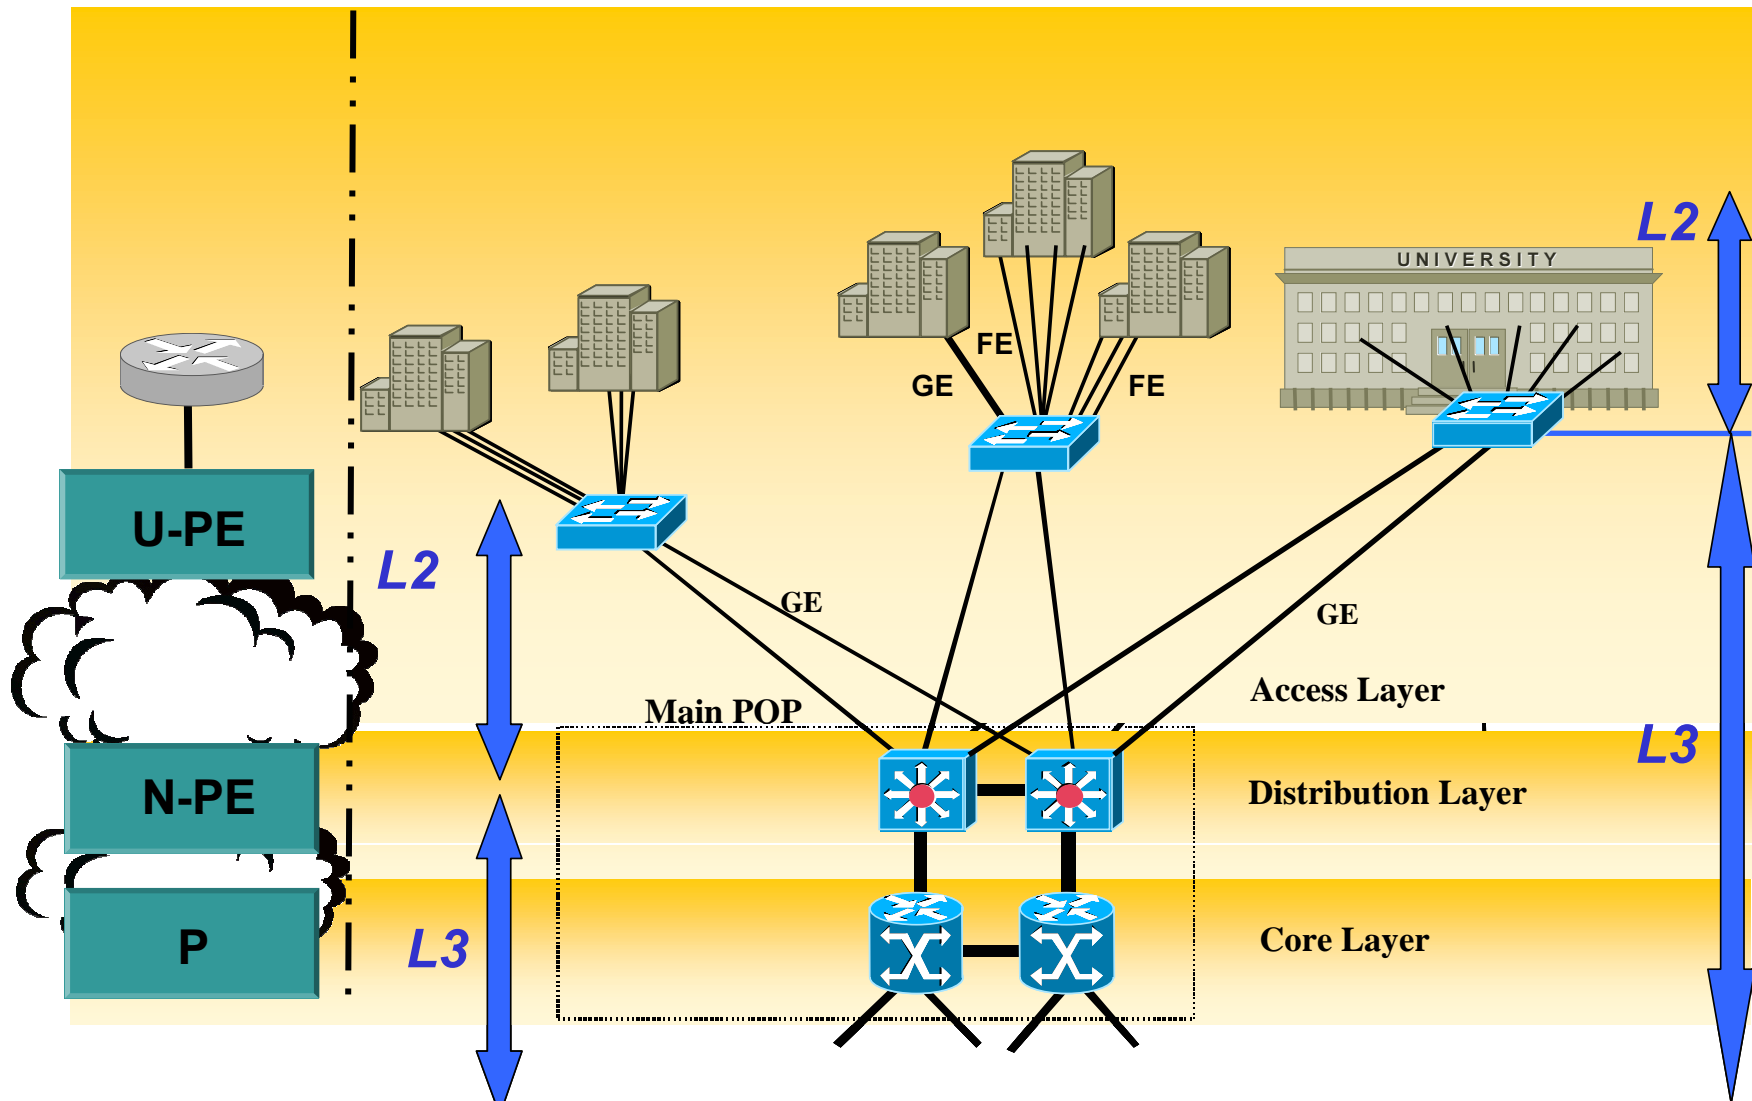 L2
UNIVERSITY
FE
GE
FE
U-PE
L2
GE
GE
Access Layer
Main POP
L3
N-PE
Distribution Layer
P
L3
Core Layer